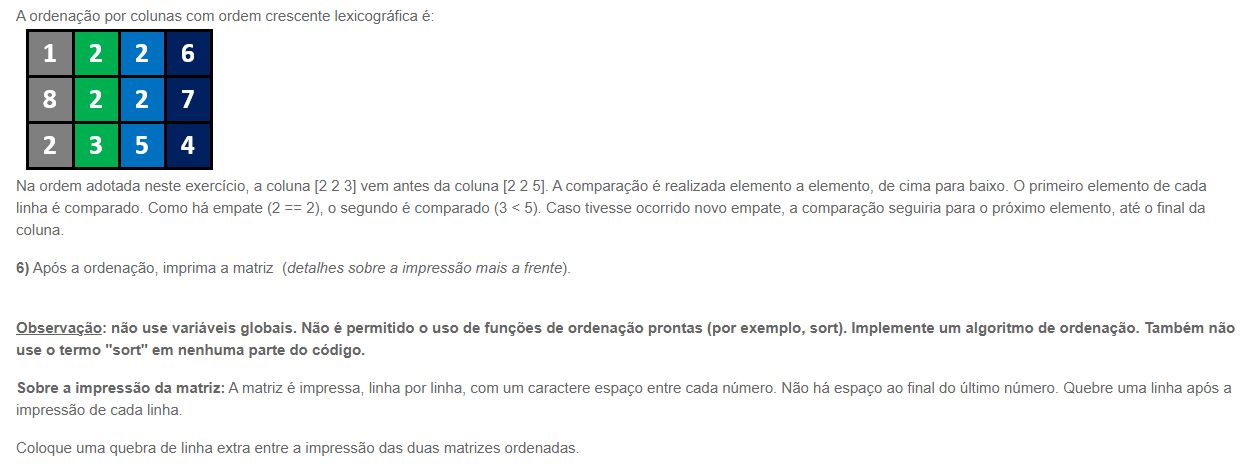 A ordenação por colunas com ordem crescente lexicográfica é:
1 2 2 6
8 2 2 7
2 3 5 4
Na ordem adotada neste exercício, a coluna [2 2 3] vem antes da coluna [2 2 5]. A comparação é realizada elemento a elemento, de cima para baixo. O primeiro elemento de cada
linha é comparado. Como há empate (2 == 2), o segundo é comparado (3 < 5). Caso tivesse ocorrido novo empate, a comparação seguiria para o próximo elemento, até o final da
coluna.
6) Após a ordenação, imprima a matriz (detalhes sobre a impressão mais a frente).
Observação: não use variáveis globais. Não é permitido o uso de funções de ordenação prontas (por exemplo, sort). Implemente um algoritmo de ordenação. Também não
use o termo "sort" em nenhuma parte do código.
Sobre a impressão da matriz: A matriz é impressa, linha por linha, com um caractere espaço entre cada número. Não há espaço ao final do último número. Quebre uma linha após a
impressão de cada linha.
Coloque uma quebra de linha extra entre a impressão das duas matrizes ordenadas.